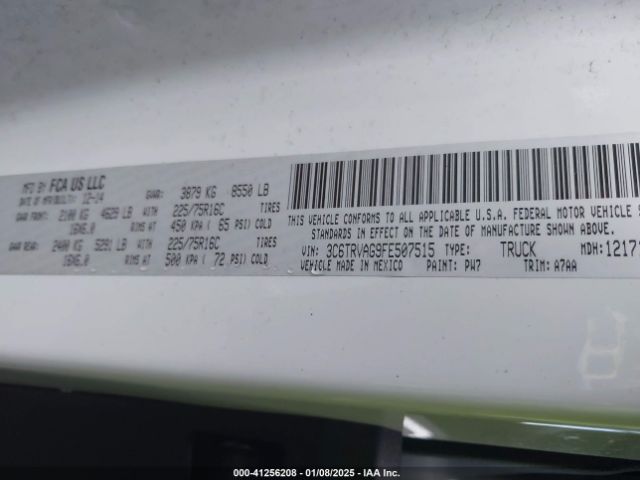 MFD BY: FCA US LLC
DATE OF MFR(BUILT): 12-14
GVWR: 3879 KG 8550 LB
GAWR FRONT: 2100 KG 4629 LB WITH 225/75R16C TIRES
16X6.0 RIMS AT 450 KPA ( 65 PSI) COLD
GAWR REAR: 2400 KG 5291 LB WITH 225/75R16C TIRES
16X6.0 RIMS AT 500 KPA ( 72 PSI) COLD
THIS VEHICLE CONFORMS TO ALL APPLICABLE U.S.A. FEDERAL MOTOR VEHICLE
STANDARDS IN EFFECT ON THE DATE OF MANUFACTURE SHOWN ABOVE.
VIN: 3C6TRVAG9FE507515 TYPE: TRUCK MDH:
VEHICLE MADE IN MEXICO PAINT: PW7 TRIM: A7AA
000-41256208 - 01/08/2025 - IAA Inc.